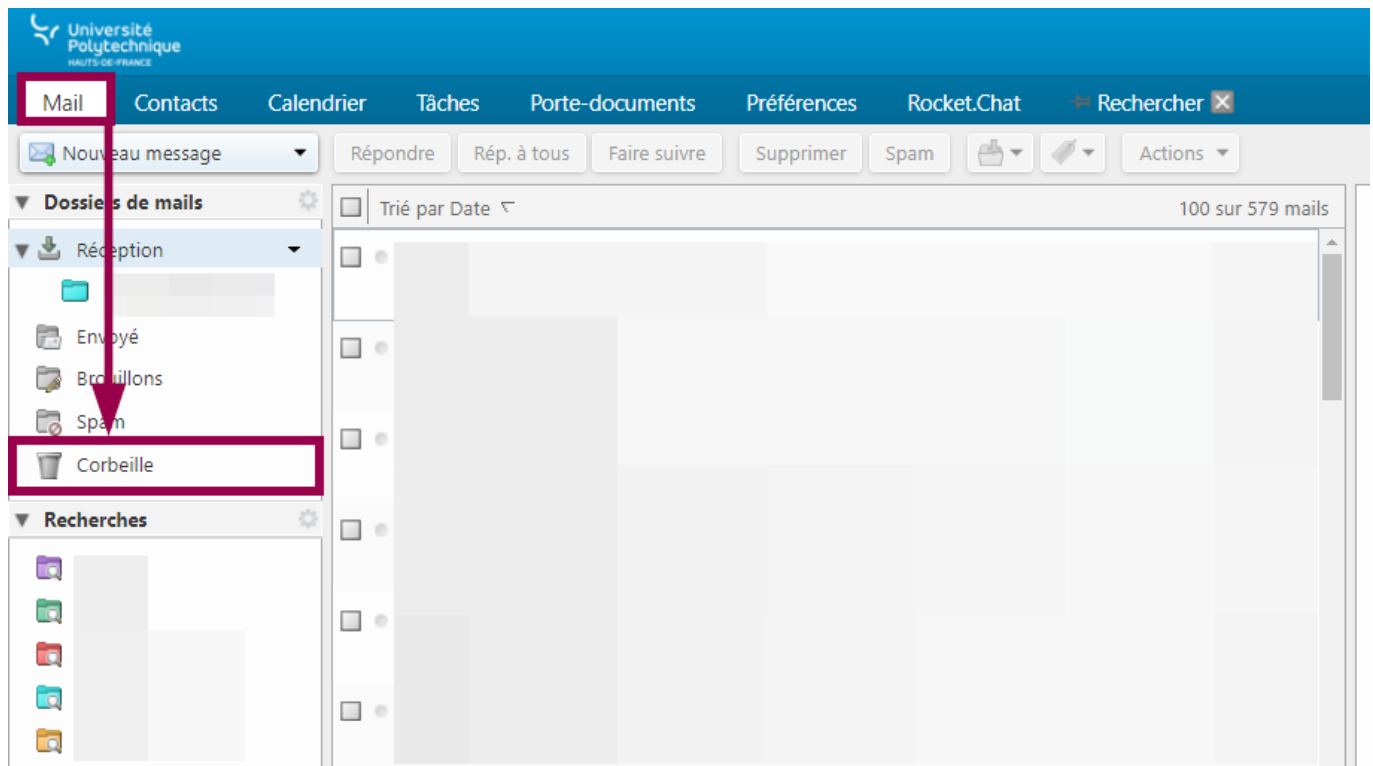 Université
Polytechnique
HAUTS-DE-FRANCE
Mail Contacts Calendrier Tâches Porte-documents Préférences Rocket.Chat Rechercher
Nouveau message Répondre Rép. à tous Faire suivre Supprimer Spam Actions
Dossiers de mails
Trié par Date 100 sur 579 mails
Réception
Envoyé
Brouillons
Spam
Corbeille
Recherches